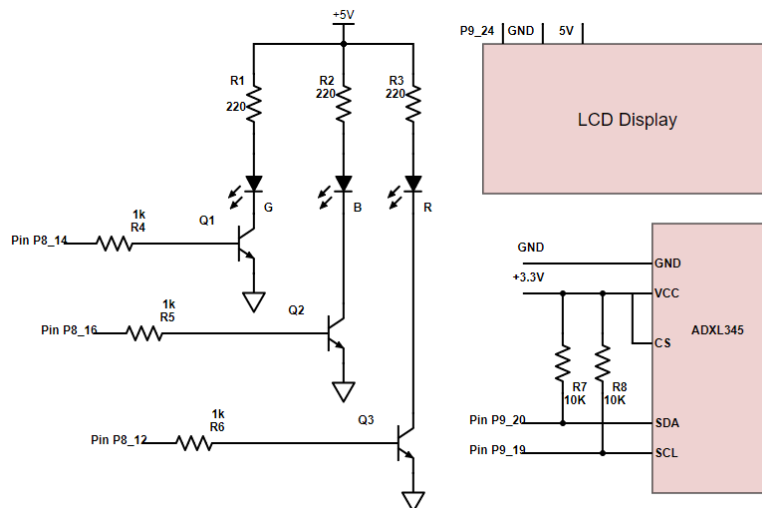 +5V
R1
220
R2
220
R3
220
G
B
R
1k
R4
Pin P8_14
Q1
1k
R5
Pin P8_16
Q2
1k
R6
Pin P8_12
Q3
P9_24 GND 5V
LCD Display
GND
+3.3V
GND
VCC
CS
ADXL345
R7
10K
R8
10K
Pin P9_20
SDA
Pin P9_19
SCL